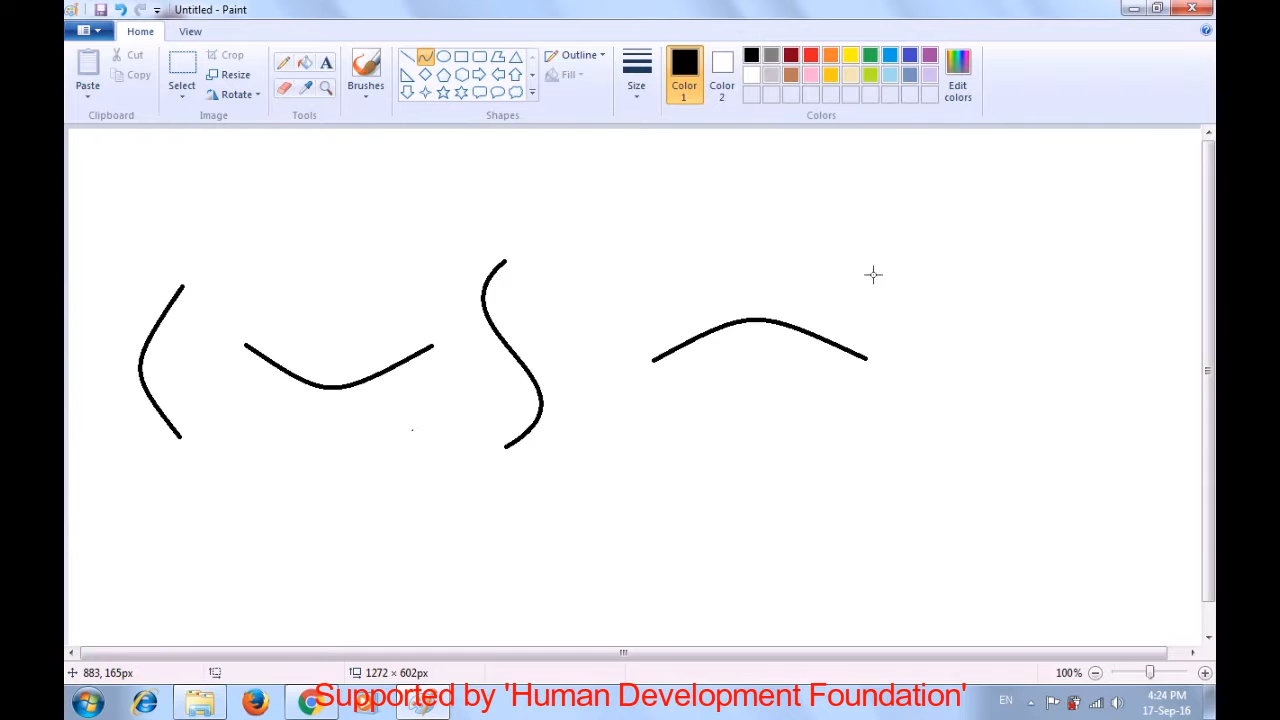 Untitled - Paint
Home View
Paste
Cut
Copy
Clipboard
Select
Crop
Resize
Rotate
Image
A
Tools
Brushes
Shapes
Outline
Fill
Size
Color 1
Color 2
Colors
Edit colors
883, 165px
1272 × 602px
100%
EN
4:24 PM
17-Sep-16
Supported by 'Human Development Foundation'